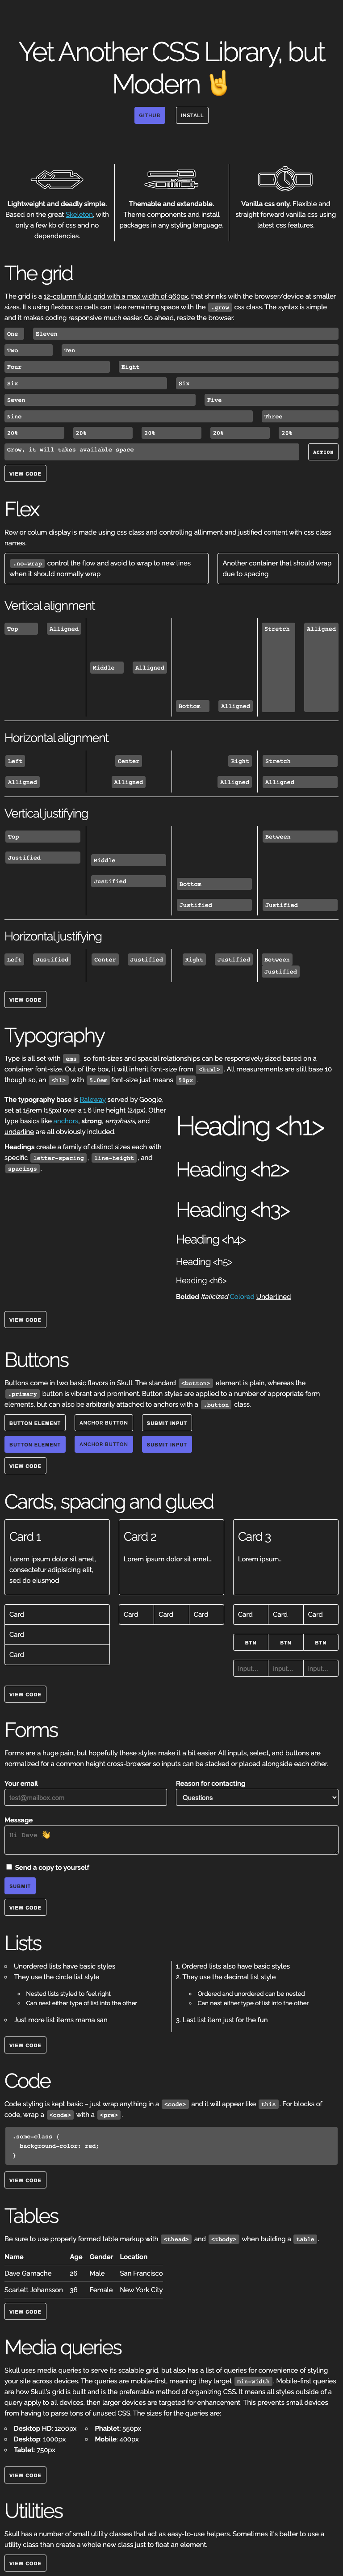 Yet Another CSS Library, but
Modern 🤘
GITHUB
INSTALL
Lightweight and deadly simple.
Based on the great Skeleton, with
only a few kb of css and no
dependencies.
Themable and extendable.
Theme components and install
packages in any styling language.
Vanilla css only. Flexible and
straight forward vanilla css using
latest css features.
The grid
The grid is a 12-column fluid grid with a max width of 960px, that shrinks with the browser/device at smaller
sizes. It's using flexbox so cells can take remaining space with the .grow css class. The syntax is simple
and it makes coding responsive much easier. Go ahead, resize the browser.
One Eleven
Two Ten
Four Eight
Six Six
Seven Five
Nine Three
20% 20% 20% 20% 20%
Grow, it will takes available space
ACTION
VIEW CODE
Flex
Row or colum display is made using css class and controlling allinment and justified content with css class
names.
.no-wrap control the flow and avoid to wrap to new lines
when it should normally wrap
Another container that should wrap
due to spacing
Vertical alignment
Top Alligned
Middle Alligned
Bottom Alligned
Stretch Alligned
Horizontal alignment
Left Center Right Stretch
Alligned Alligned Alligned Alligned
Vertical justifying
Top
Justified
Middle
Justified
Bottom
Justified
Between
Justified
Horizontal justifying
Left Justified
Center Justified
Right Justified
Between
Justified
VIEW CODE
Typography
Type is all set with ems , so font-sizes and spatial relationships can be responsively sized based on a
container font-size. Out of the box, it will inherit font-size from <html> . All measurements are still base 10
though so, an <h1> with 5.0em font-size just means 50px .
The typography base is Raleway served by Google,
set at 15rem (15px) over a 1.6 line height (24px). Other
type basics like anchors, strong, emphasis, and
underline are all obviously included.
Headings create a family of distinct sizes each with
specific letter-spacing , line-height , and
spacings .
Heading <h1>
Heading <h2>
Heading <h3>
Heading <h4>
Heading <h5>
Heading <h6>
Bolded Italicized Colored Underlined
VIEW CODE
Buttons
Buttons come in two basic flavors in Skull. The standard <button> element is plain, whereas the
.primary button is vibrant and prominent. Button styles are applied to a number of appropriate form
elements, but can also be arbitrarily attached to anchors with a .button class.
BUTTON ELEMENT ANCHOR BUTTON SUBMIT INPUT
BUTTON ELEMENT ANCHOR BUTTON SUBMIT INPUT
VIEW CODE
Cards, spacing and glued
Card 1
Lorem ipsum dolor sit amet,
consectetur adipisicing elit,
sed do eiusmod
Card 2
Lorem ipsum dolor sit amet...
Card 3
Lorem ipsum...
Card
Card
Card
Card Card Card
Card Card Card
BTN BTN BTN
input... input... input...
VIEW CODE
Forms
Forms are a huge pain, but hopefully these styles make it a bit easier. All inputs, select, and buttons are
normalized for a common height cross-browser so inputs can be stacked or placed alongside each other.
Your email
test@mailbox.com
Reason for contacting
Questions
Message
Hi Dave 👋
Send a copy to yourself
SUBMIT
VIEW CODE
Lists
Unordered lists have basic styles
They use the circle list style
Nested lists styled to feel right
Can nest either type of list into the other
Just more list items mama san
1. Ordered lists also have basic styles
2. They use the decimal list style
Ordered and unordered can be nested
Can nest either type of list into the other
3. Last list item just for the fun
VIEW CODE
Code
Code styling is kept basic – just wrap anything in a <code> and it will appear like this . For blocks of
code, wrap a <code> with a <pre> .
.some-class {
background-color: red;
}
VIEW CODE
Tables
Be sure to use properly formed table markup with <thead> and <tbody> when building a table .
Name Age Gender Location
Dave Gamache 26 Male San Francisco
Scarlett Johansson 36 Female New York City
VIEW CODE
Media queries
Skull uses media queries to serve its scalable grid, but also has a list of queries for convenience of styling
your site across devices. The queries are mobile-first, meaning they target min-width . Mobile-first queries
are how Skull's grid is built and is the preferable method of organizing CSS. It means all styles outside of a
query apply to all devices, then larger devices are targeted for enhancement. This prevents small devices
from having to parse tons of unused CSS. The sizes for the queries are:
Desktop HD: 1200px
Desktop: 1000px
Tablet: 750px
Phablet: 550px
Mobile: 400px
VIEW CODE
Utilities
Skull has a number of small utility classes that act as easy-to-use helpers. Sometimes it's better to use a
utility class than create a whole new class just to float an element.
VIEW CODE